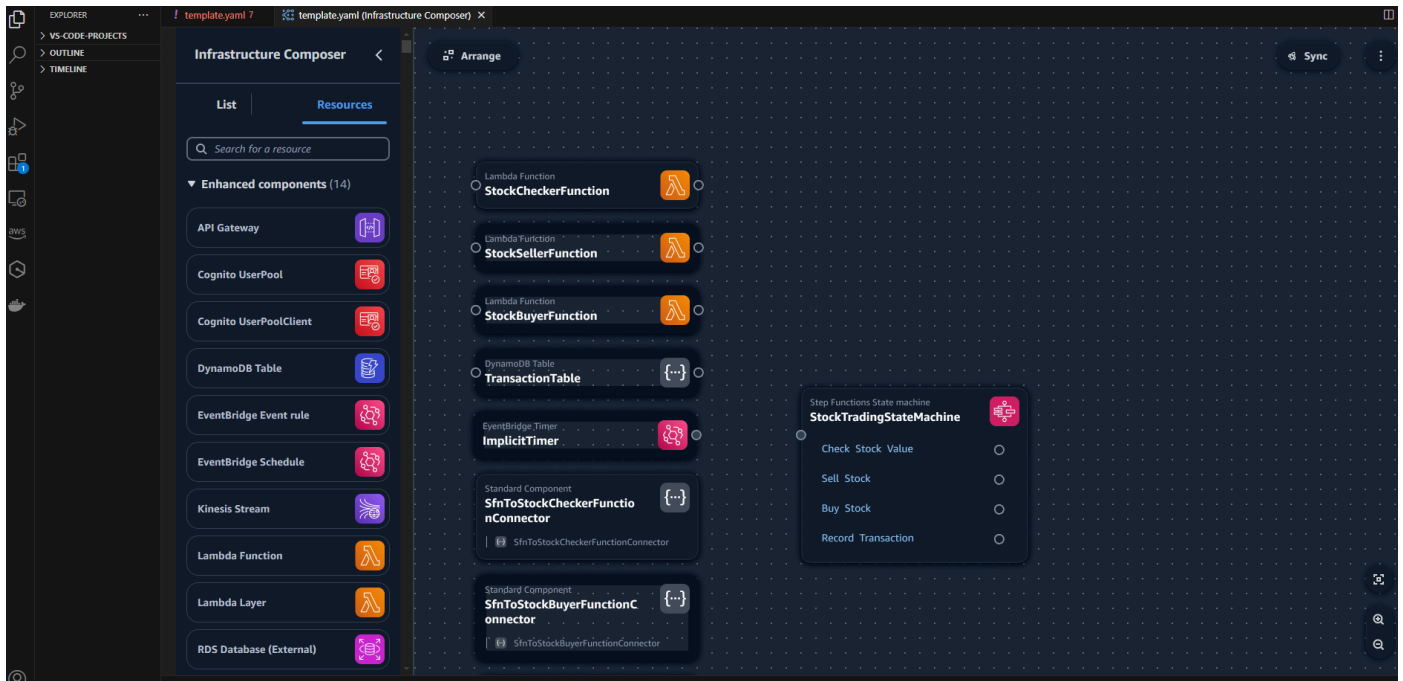 EXPLORER
···
! template.yaml 7
template.yaml (Infrastructure Composer) ×
> VS-CODE-PROJECTS
> OUTLINE
> TIMELINE
1
aws
Infrastructure Composer
List
Resources
Search for a resource
Enhanced components (14)
API Gateway
Cognito UserPool
Cognito UserPoolClient
DynamoDB Table
EventBridge Event rule
EventBridge Schedule
Kinesis Stream
Lambda Function
Lambda Layer
RDS Database (External)
Arrange
Sync
Lambda Function
StockCheckerFunction
Lambda Function
StockSellerFunction
Lambda Function
StockBuyerFunction
DynamoDB Table
TransactionTable
{···}
EventBridge Timer
ImplicitTimer
Standard Component
SfnToStockCheckerFunctio
nConnector
{···}
SfnToStockCheckerFunctionConnector
Standard Component
SfnToStockBuyerFunctionC
onnector
{···}
SfnToStockBuyerFunctionConnector
Step Functions State machine
StockTradingStateMachine
Check Stock Value
Sell Stock
Buy Stock
Record Transaction